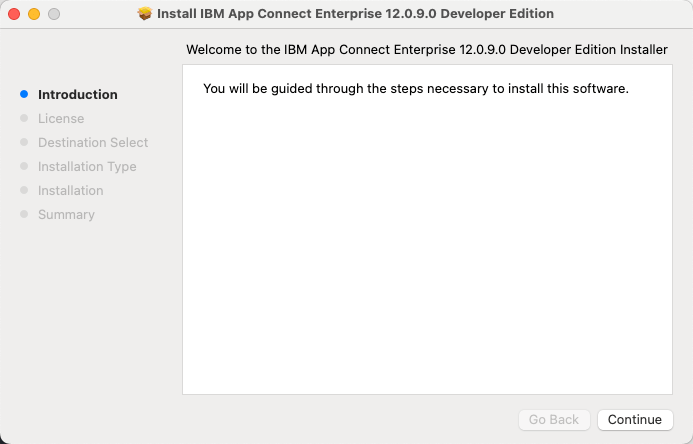 Install IBM App Connect Enterprise 12.0.9.0 Developer Edition
Welcome to the IBM App Connect Enterprise 12.0.9.0 Developer Edition Installer
Introduction
License
Destination Select
Installation Type
Installation
Summary
You will be guided through the steps necessary to install this software.
Go Back
Continue